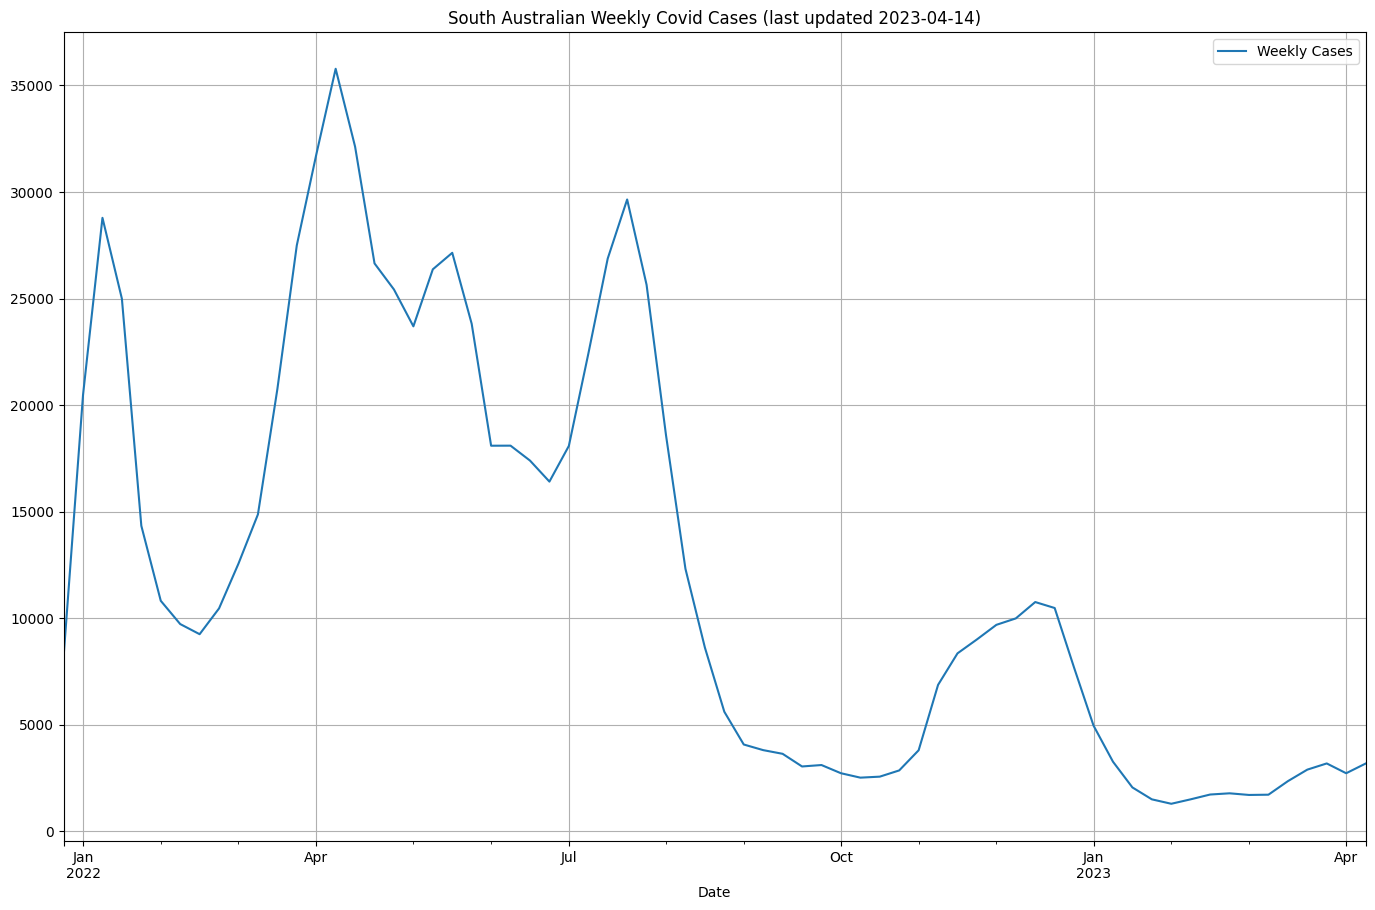 South Australian Weekly Covid Cases (last updated 2023-04-14)
Weekly Cases
35000
30000
25000
20000
15000
10000
5000
0
Jan Apr Jul Oct Jan Apr
2022 2023
Date